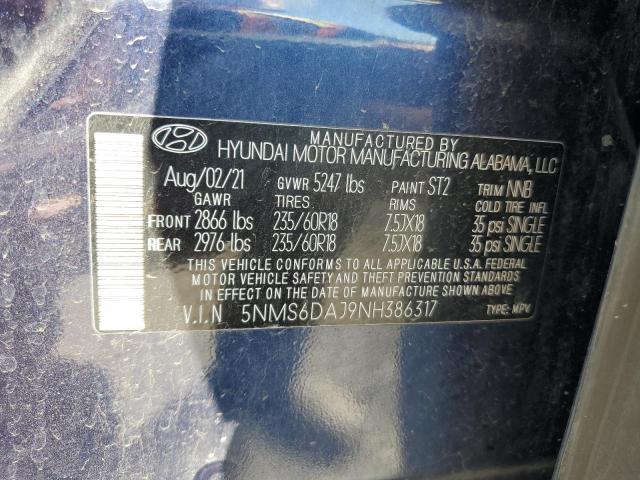 MANUFACTURED BY
HYUNDAI MOTOR MANUFACTURING ALABAMA, LLC
Aug/02/21 GVWR 5247 lbs PAINT ST2 TRIM NNB
GAWR TIRES RIMS COLD TIRE INFL
FRONT 2866 lbs 235/60R18 7.5JX18 35 psi SINGLE
REAR 2976 lbs 235/60R18 7.5JX18 35 psi SINGLE
THIS VEHICLE CONFORMS TO ALL APPLICABLE U.S.A. FEDERAL
MOTOR VEHICLE SAFETY AND THEFT PREVENTION STANDARDS
IN EFFECT ON THE DATE OF MANUFACTURE SHOWN ABOVE.
V.I.N 5NMS6DAJ9NH386317 TYPE: MPV